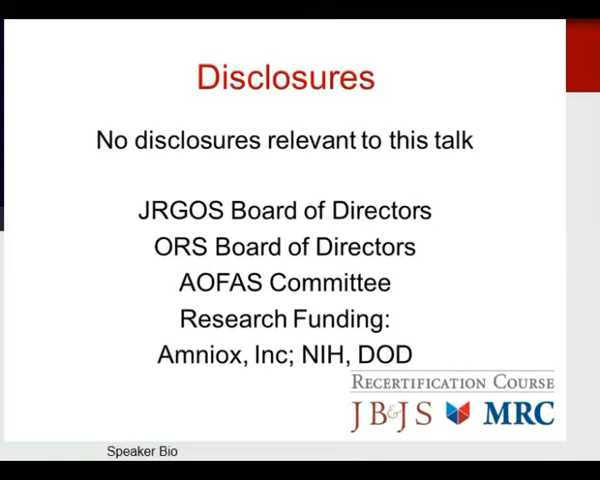 Disclosures
No disclosures relevant to this talk
JRGOS Board of Directors
ORS Board of Directors
AOFAS Committee
Research Funding:
Amniox, Inc; NIH, DOD
RECERTIFICATION COURSE
JB&JS MRC
Speaker Bio